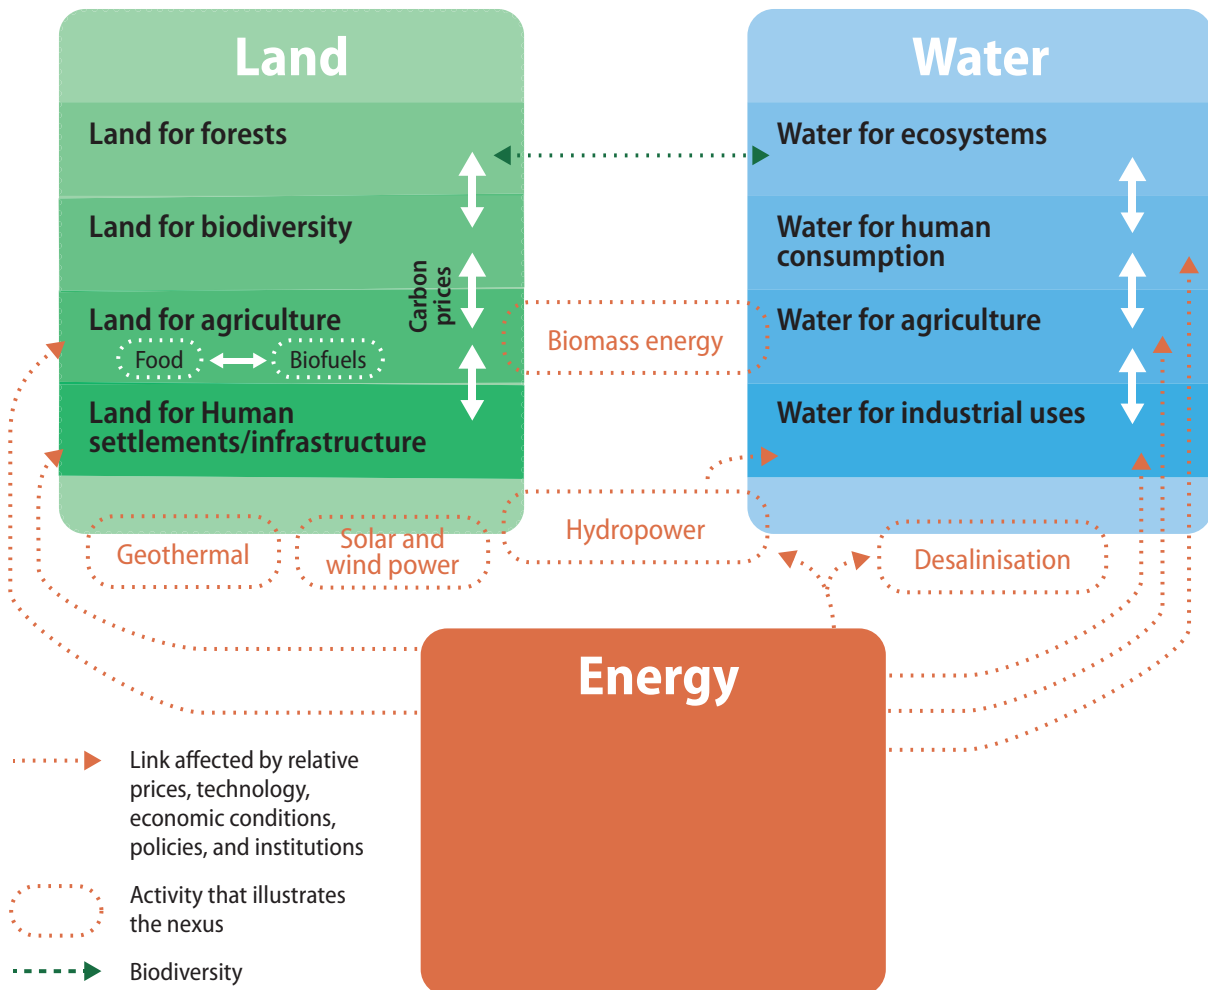 Land
Land for forests
Land for biodiversity
Carbon
prices
Land for agriculture
Food
Biofuels
Land for Human
settlements/infrastructure
Water
Water for ecosystems
Water for human
consumption
Water for agriculture
Water for industrial uses
Biomass energy
Geothermal
Solar and
wind power
Hydropower
Desalinisation
Energy
Link affected by relative
prices, technology,
economic conditions,
policies, and institutions
Activity that illustrates
the nexus
Biodiversity